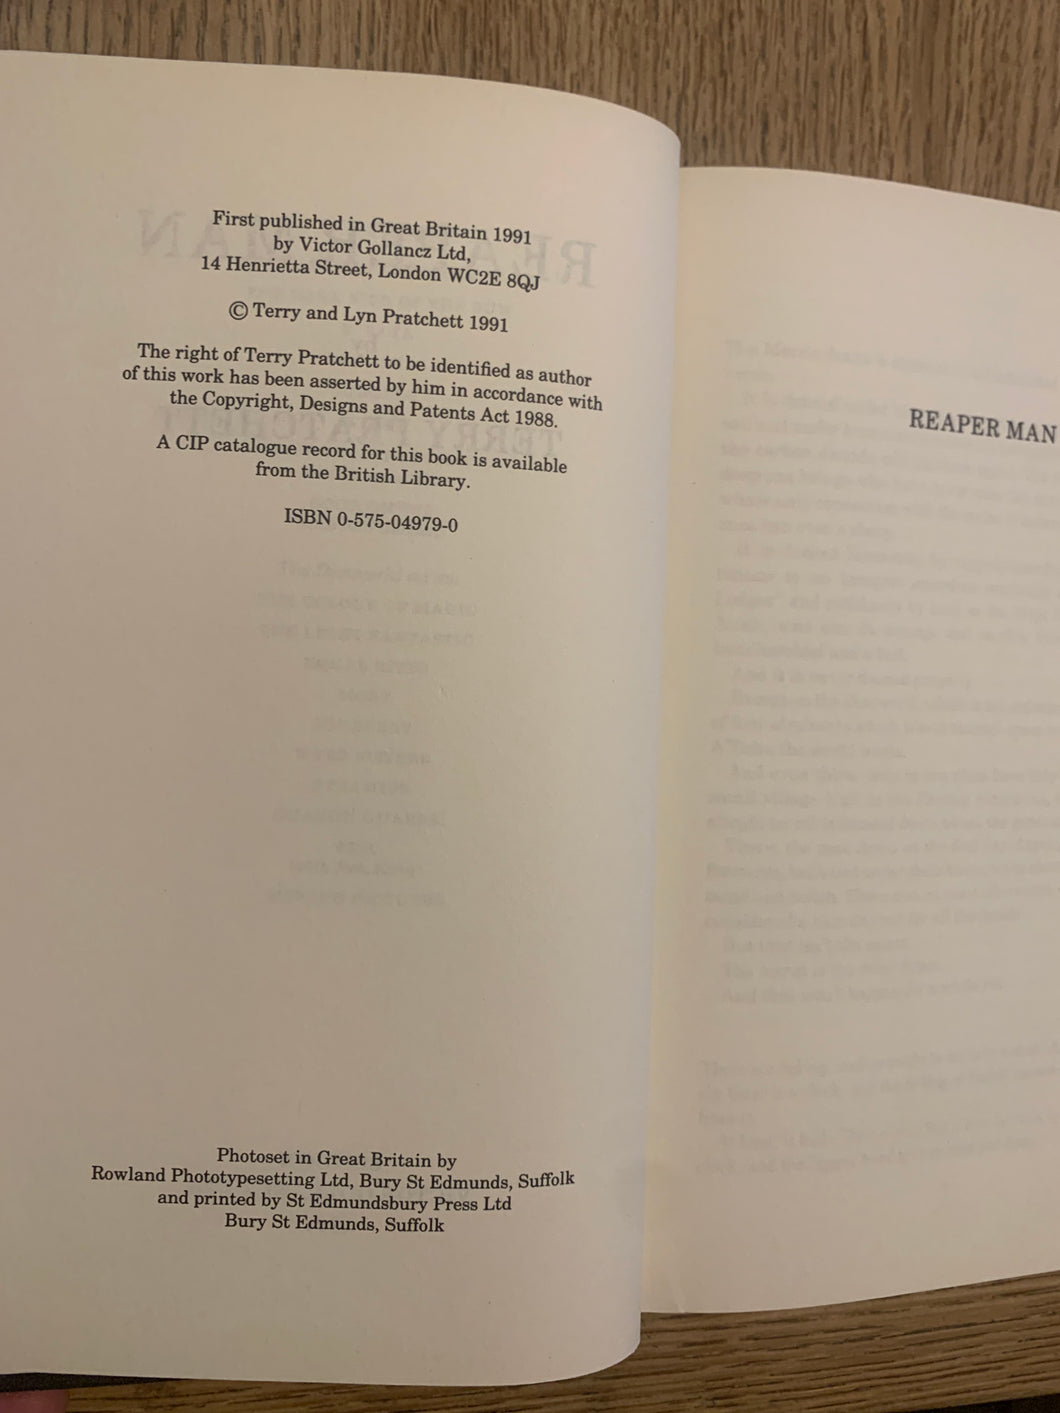 First published in Great Britain 1991
by Victor Gollancz Ltd,
14 Henrietta Street, London WC2E 8QJ
© Terry and Lyn Pratchett 1991
The right of Terry Pratchett to be identified as author
of this work has been asserted by him in accordance with
the Copyright, Designs and Patents Act 1988.
A CIP catalogue record for this book is available
from the British Library.
ISBN 0-575-04979-0
Photoset in Great Britain by
Rowland Phototypesetting Ltd, Bury St Edmunds, Suffolk
and printed by St Edmundsbury Press Ltd
Bury St Edmunds, Suffolk
REAPER MAN